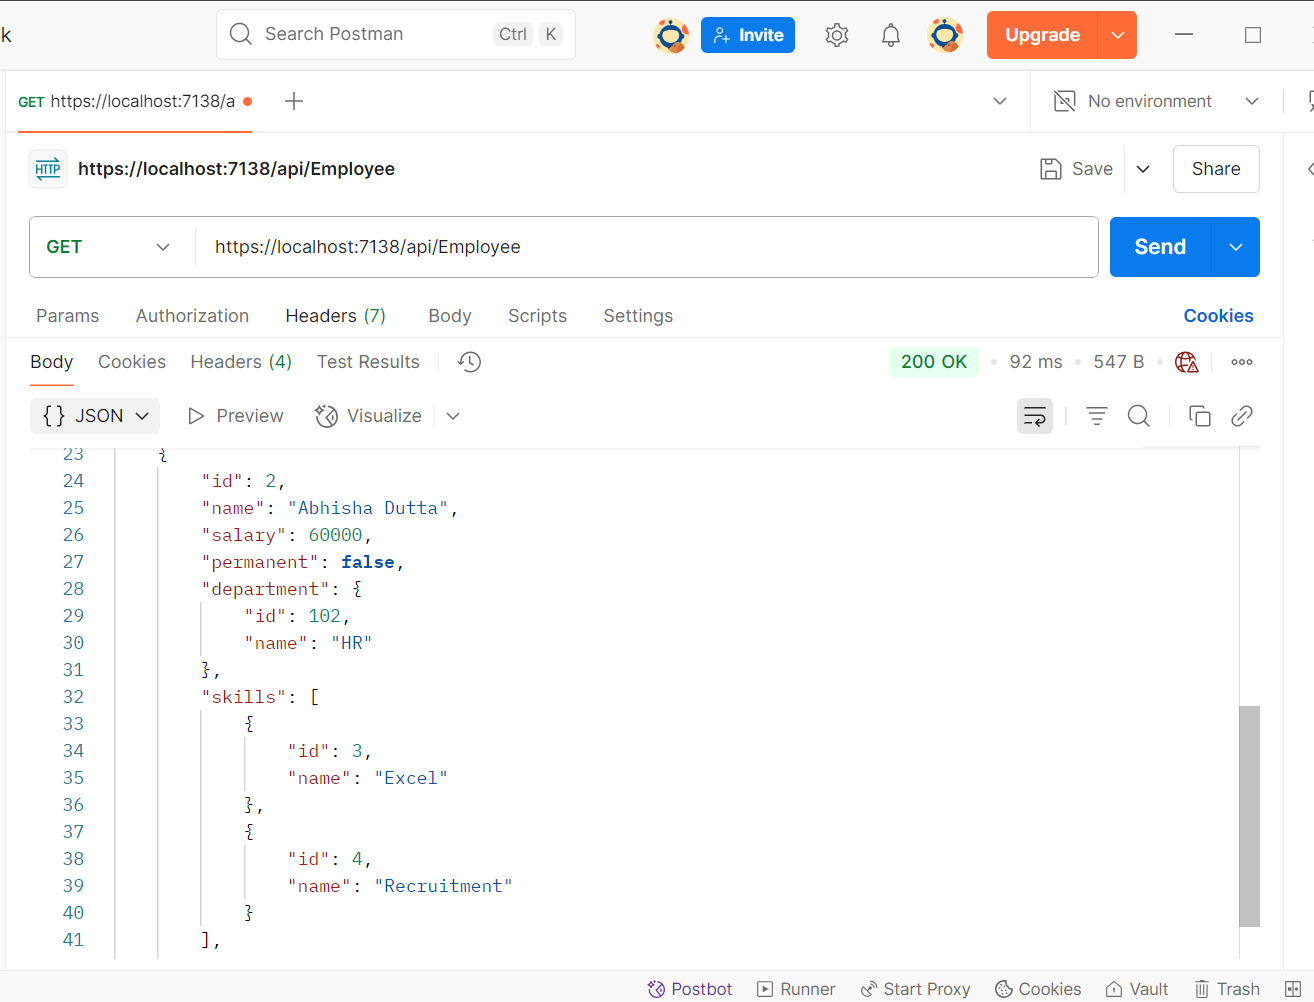 k
Search Postman Ctrl K Invite Upgrade
GET https://localhost:7138/a No environment
HTTP https://localhost:7138/api/Employee Save Share
GET https://localhost:7138/api/Employee Send
Params Authorization Headers (7) Body Scripts Settings Cookies
Body Cookies Headers (4) Test Results 200 OK 92 ms 547 B
{} JSON Preview Visualize
23 {
24 "id": 2,
25 "name": "Abhisha Dutta",
26 "salary": 60000,
27 "permanent": false,
28 "department": {
29 "id": 102,
30 "name": "HR"
31 },
32 "skills": [
33 {
34 "id": 3,
35 "name": "Excel"
36 },
37 {
38 "id": 4,
39 "name": "Recruitment"
40 }
41 ],
Postbot Runner Start Proxy Cookies Vault Trash